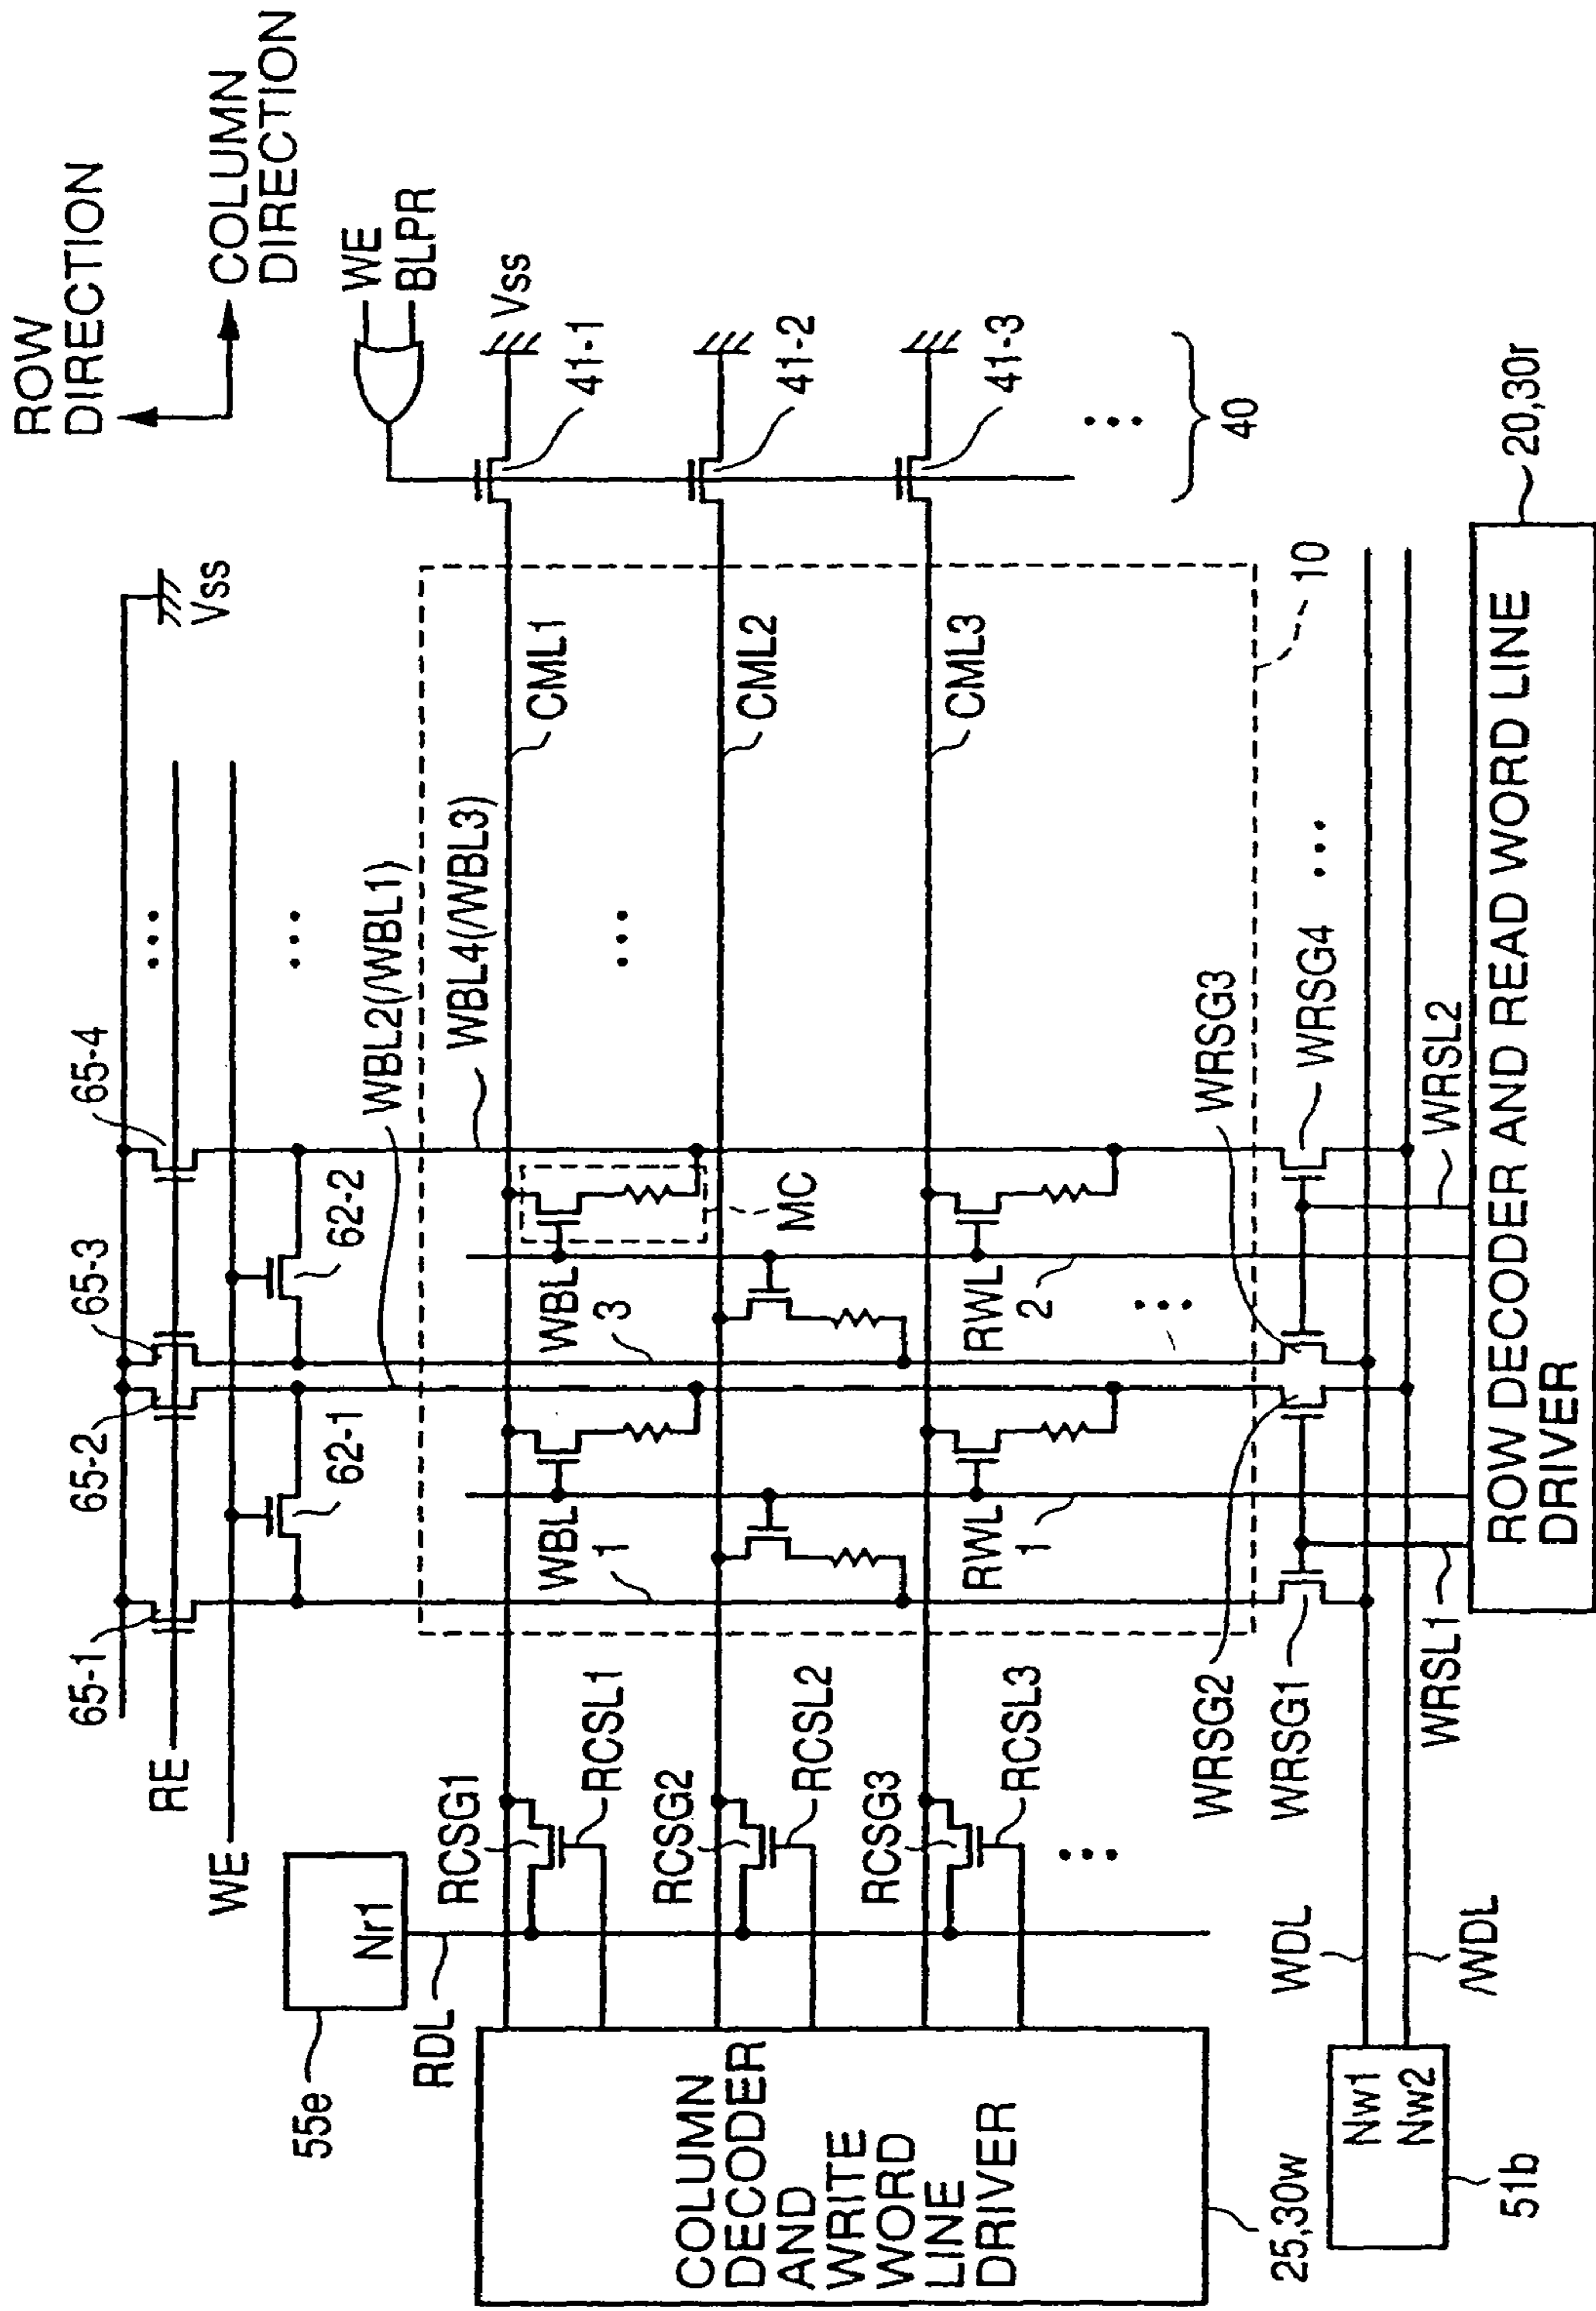 ROW
DIRECTION
COLUMN
DIRECTION
WE
BLPR
Vss
41-1
41-2
41-3
40
Vss
65-1
65-2
65-3
65-4
RE
WE
62-1
62-2
WBL2(/WBL1)
WBL4(/WBL3)
55e
Nr1
RDL
CML1
CML2
CML3
10
RCSG1
RCSL1
RCSG2
RCSL2
RCSG3
RCSL3
WBL
1
WBL
3
MC
RWL
1
RWL
2
COLUMN
DECODER
AND
WRITE
WORD
LINE
DRIVER
25,30w
WRSG1
WRSG2
WRSG3
WRSG4
WRSL1
WRSL2
WDL
/WDL
Nw1
Nw2
51b
ROW DECODER AND READ WORD LINE
DRIVER
20,30r